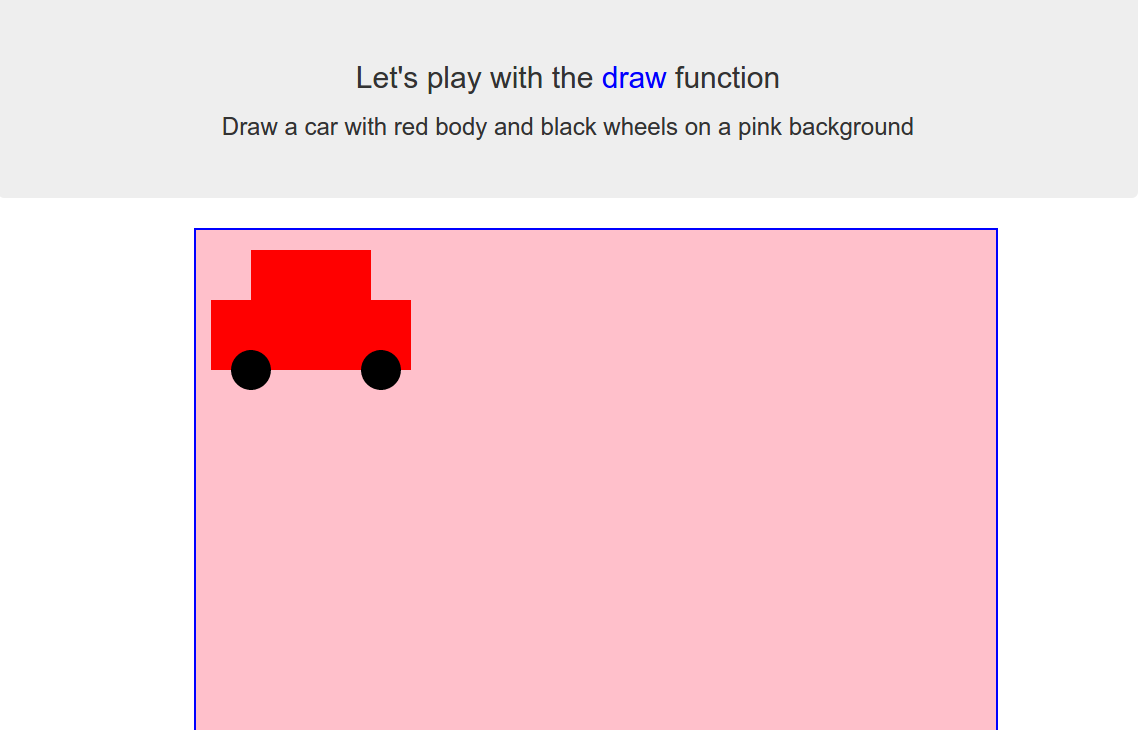 Let's play with the draw function
Draw a car with red body and black wheels on a pink background